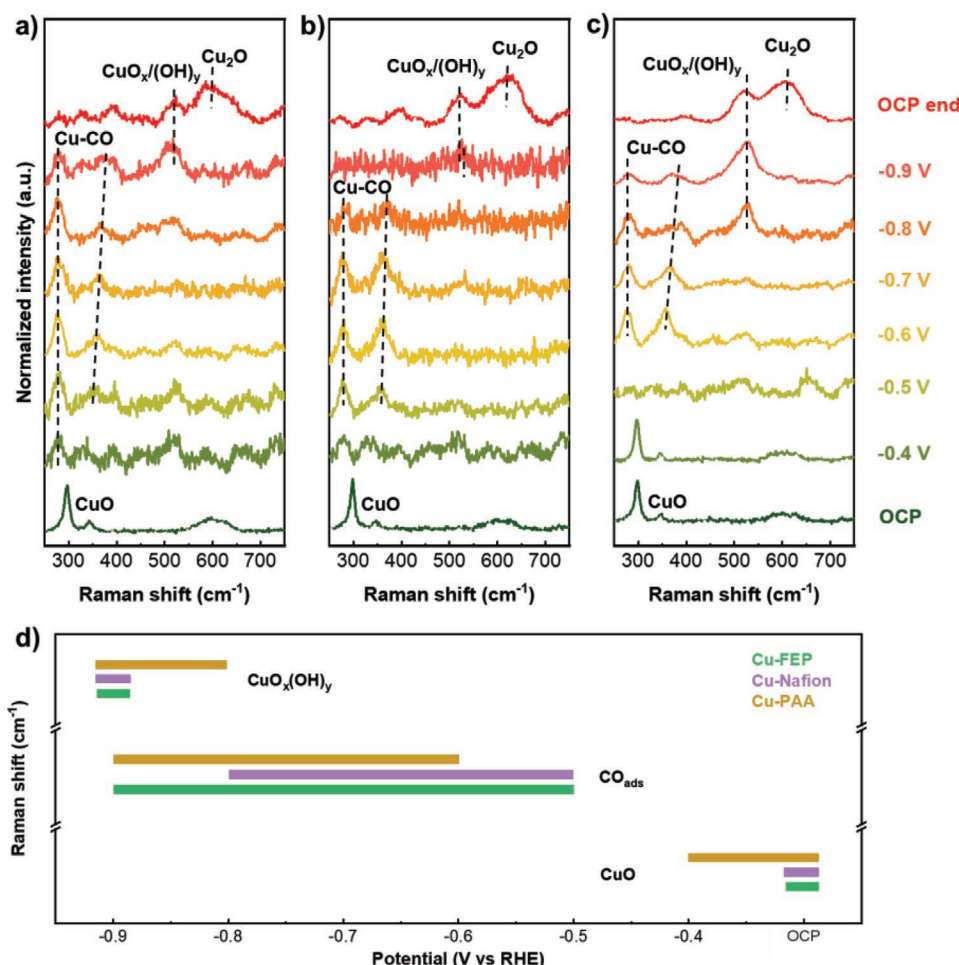 a)
b)
c)
Cu₂O
CuOₓ/(OH)ᵧ
Cu-CO
CuO
Cu₂O
CuOₓ/(OH)ᵧ
Cu-CO
CuO
Cu₂O
CuOₓ/(OH)ᵧ
Cu-CO
CuO
OCP end
-0.9 V
-0.8 V
-0.7 V
-0.6 V
-0.5 V
-0.4 V
OCP
Normalized intensity (a.u.)
300 400 500 600 700
300 400 500 600 700
300 400 500 600 700
Raman shift (cm⁻¹)
Raman shift (cm⁻¹)
Raman shift (cm⁻¹)
d)
Raman shift (cm⁻¹)
CuOₓ(OH)ᵧ
Cu-FEP
Cu-Nafion
Cu-PAA
COₐds
CuO
-0.9 -0.8 -0.7 -0.6 -0.5 -0.4 OCP
Potential (V vs RHE)